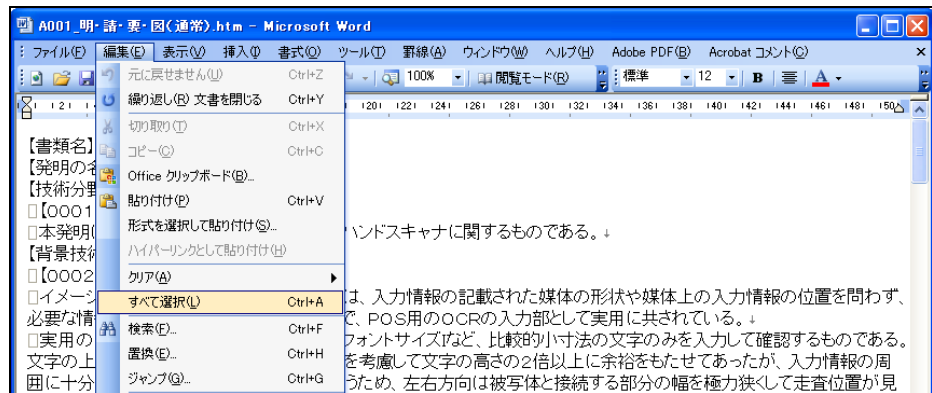 A001_明・請・要・図(通常).htm - Microsoft Word
ファイル(F) 編集(E) 表示(V) 挿入(I) 書式(O) ツール(T) 罫線(A) ウィンドウ(W) ヘルプ(H) Adobe PDF(B) Acrobat コメント(C) ×
100% 閲覧モード(R) 標準 12 B A
元に戻せません(U) Ctrl+Z
繰り返し(R) 文書を閉じる Ctrl+Y
切り取り(T) Ctrl+X
コピー(C) Ctrl+C
Office クリップボード(B)...
貼り付け(P) Ctrl+V
形式を選択して貼り付け(S)...
ハイパーリンクとして貼り付け(H)
クリア(A)
すべて選択(L) Ctrl+A
検索(F)... Ctrl+F
置換(E)... Ctrl+H
ジャンプ(G)... Ctrl+G
|2| |20| |22| |24| |26| |28| |30| |32| |34| |36| |38| |40| |42| |44| |46| |48| |50
【書類名】
【発明の名
【技術分野
□【0001
□本発明 ハンドスキャナに関するものである。↓
【背景技術
□【0002
□イメージ は、入力情報の記載された媒体の形状や媒体上の入力情報の位置を問わず、
必要な情 で、POS用のOCRの入力部として実用に共されている。↓
□実用の フォントサイズIなど、比較的小寸法の文字のみを入力して確認するものである。
文字の上 を考慮して文字の高さの2倍以上に余裕をもたせてあったが、入力情報の周
囲に十分 うため、左右方向は被写体と接続する部分の幅を極力狭くして走査位置が見